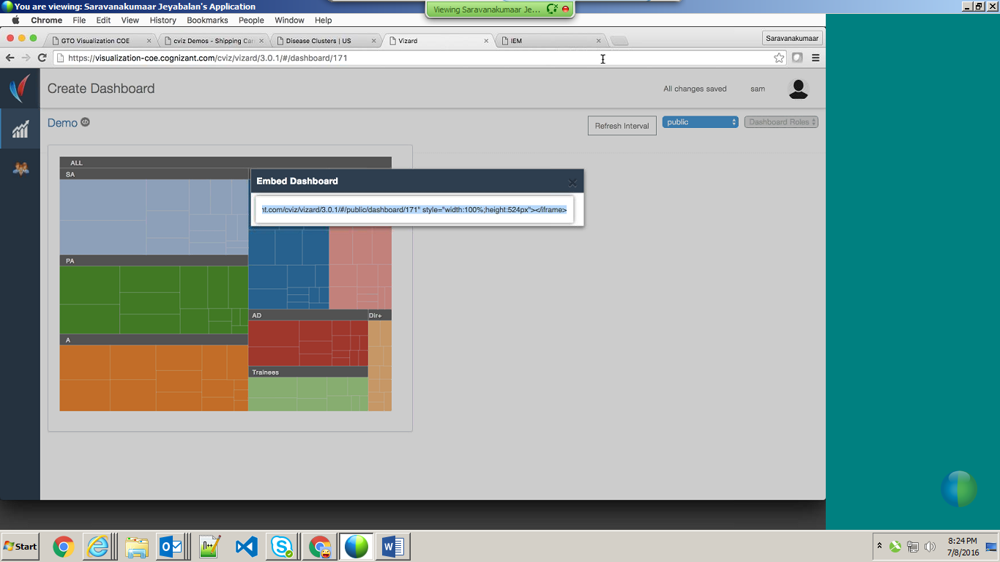 You are viewing: Saravanakumaar Jeyabalan's Application
Viewing Saravanakumaar Je...
Chrome File Edit View History Bookmarks People Window Help
GTO Visualization COE
cviz Demos - Shipping Car
Disease Clusters | US
Vizard
IEM
Saravanakumaar
https://visualization-coe.cognizant.com/cviz/vizard/3.0.1/#/dashboard/171
Create Dashboard
All changes saved
sam
Demo
Refresh Interval
public
Dashboard Roles
ALL
SA
Embed Dashboard
nt.com/cviz/vizard/3.0.1/#/public/dashboard/171" style="width:100%;height:524px"></iframe>
PA
AD
Dir+
A
Trainees
Start
8:24 PM
7/8/2016